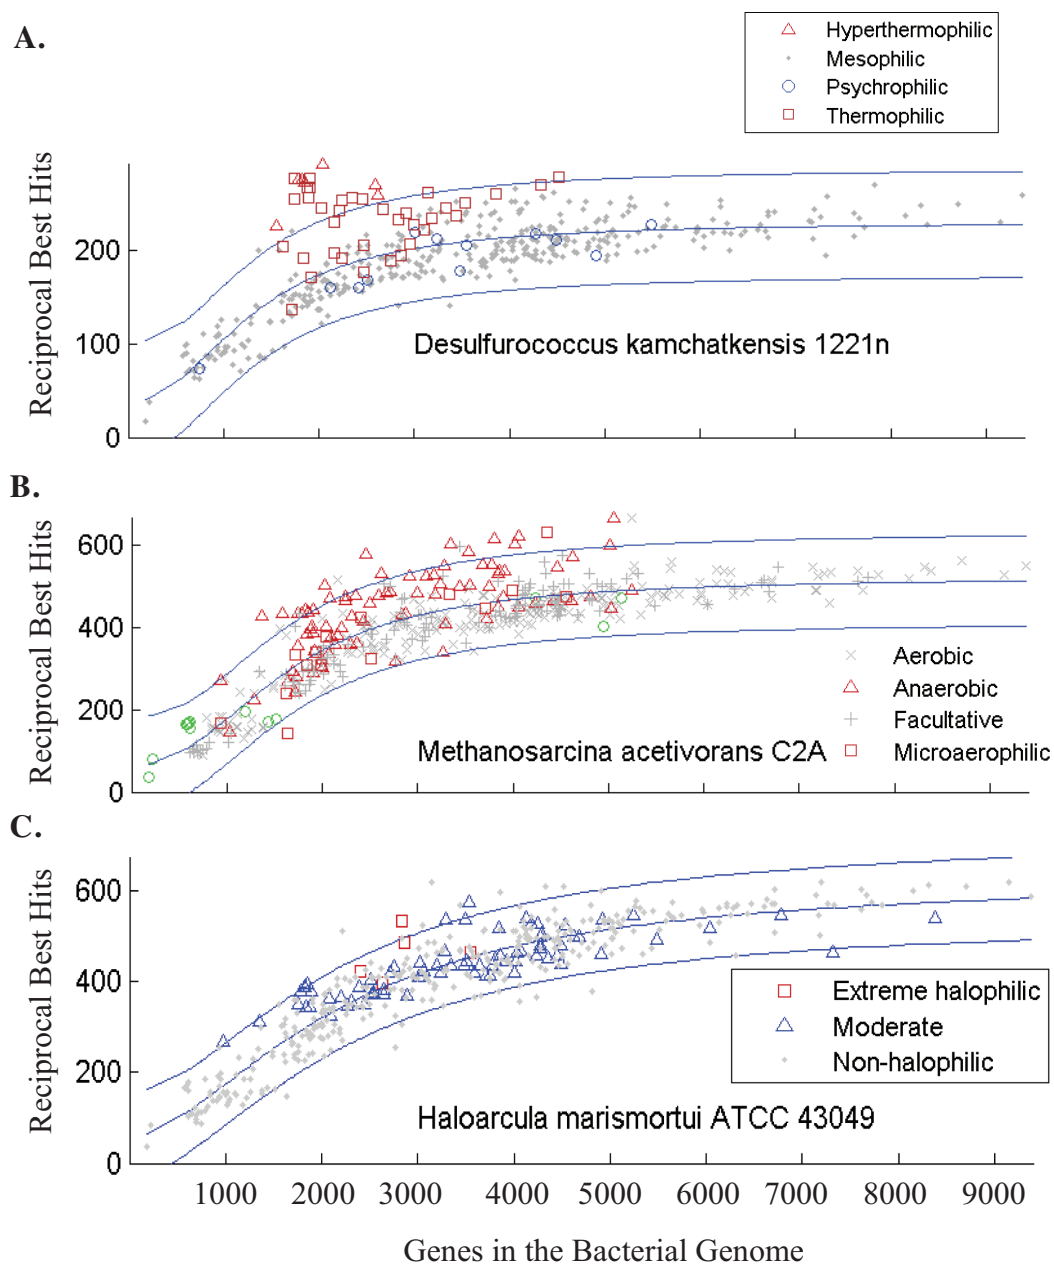 A.
Hyperthermophilic
Mesophilic
Psychrophilic
Thermophilic
Reciprocal Best Hits
200
100
0
Desulfurococcus kamchatkensis 1221n
B.
Reciprocal Best Hits
600
400
200
0
Aerobic
Anaerobic
Facultative
Microaerophilic
Methanosarcina acetivorans C2A
C.
Reciprocal Best Hits
600
400
200
0
Extreme halophilic
Moderate
Non-halophilic
Haloarcula marismortui ATCC 43049
1000 2000 3000 4000 5000 6000 7000 8000 9000
Genes in the Bacterial Genome